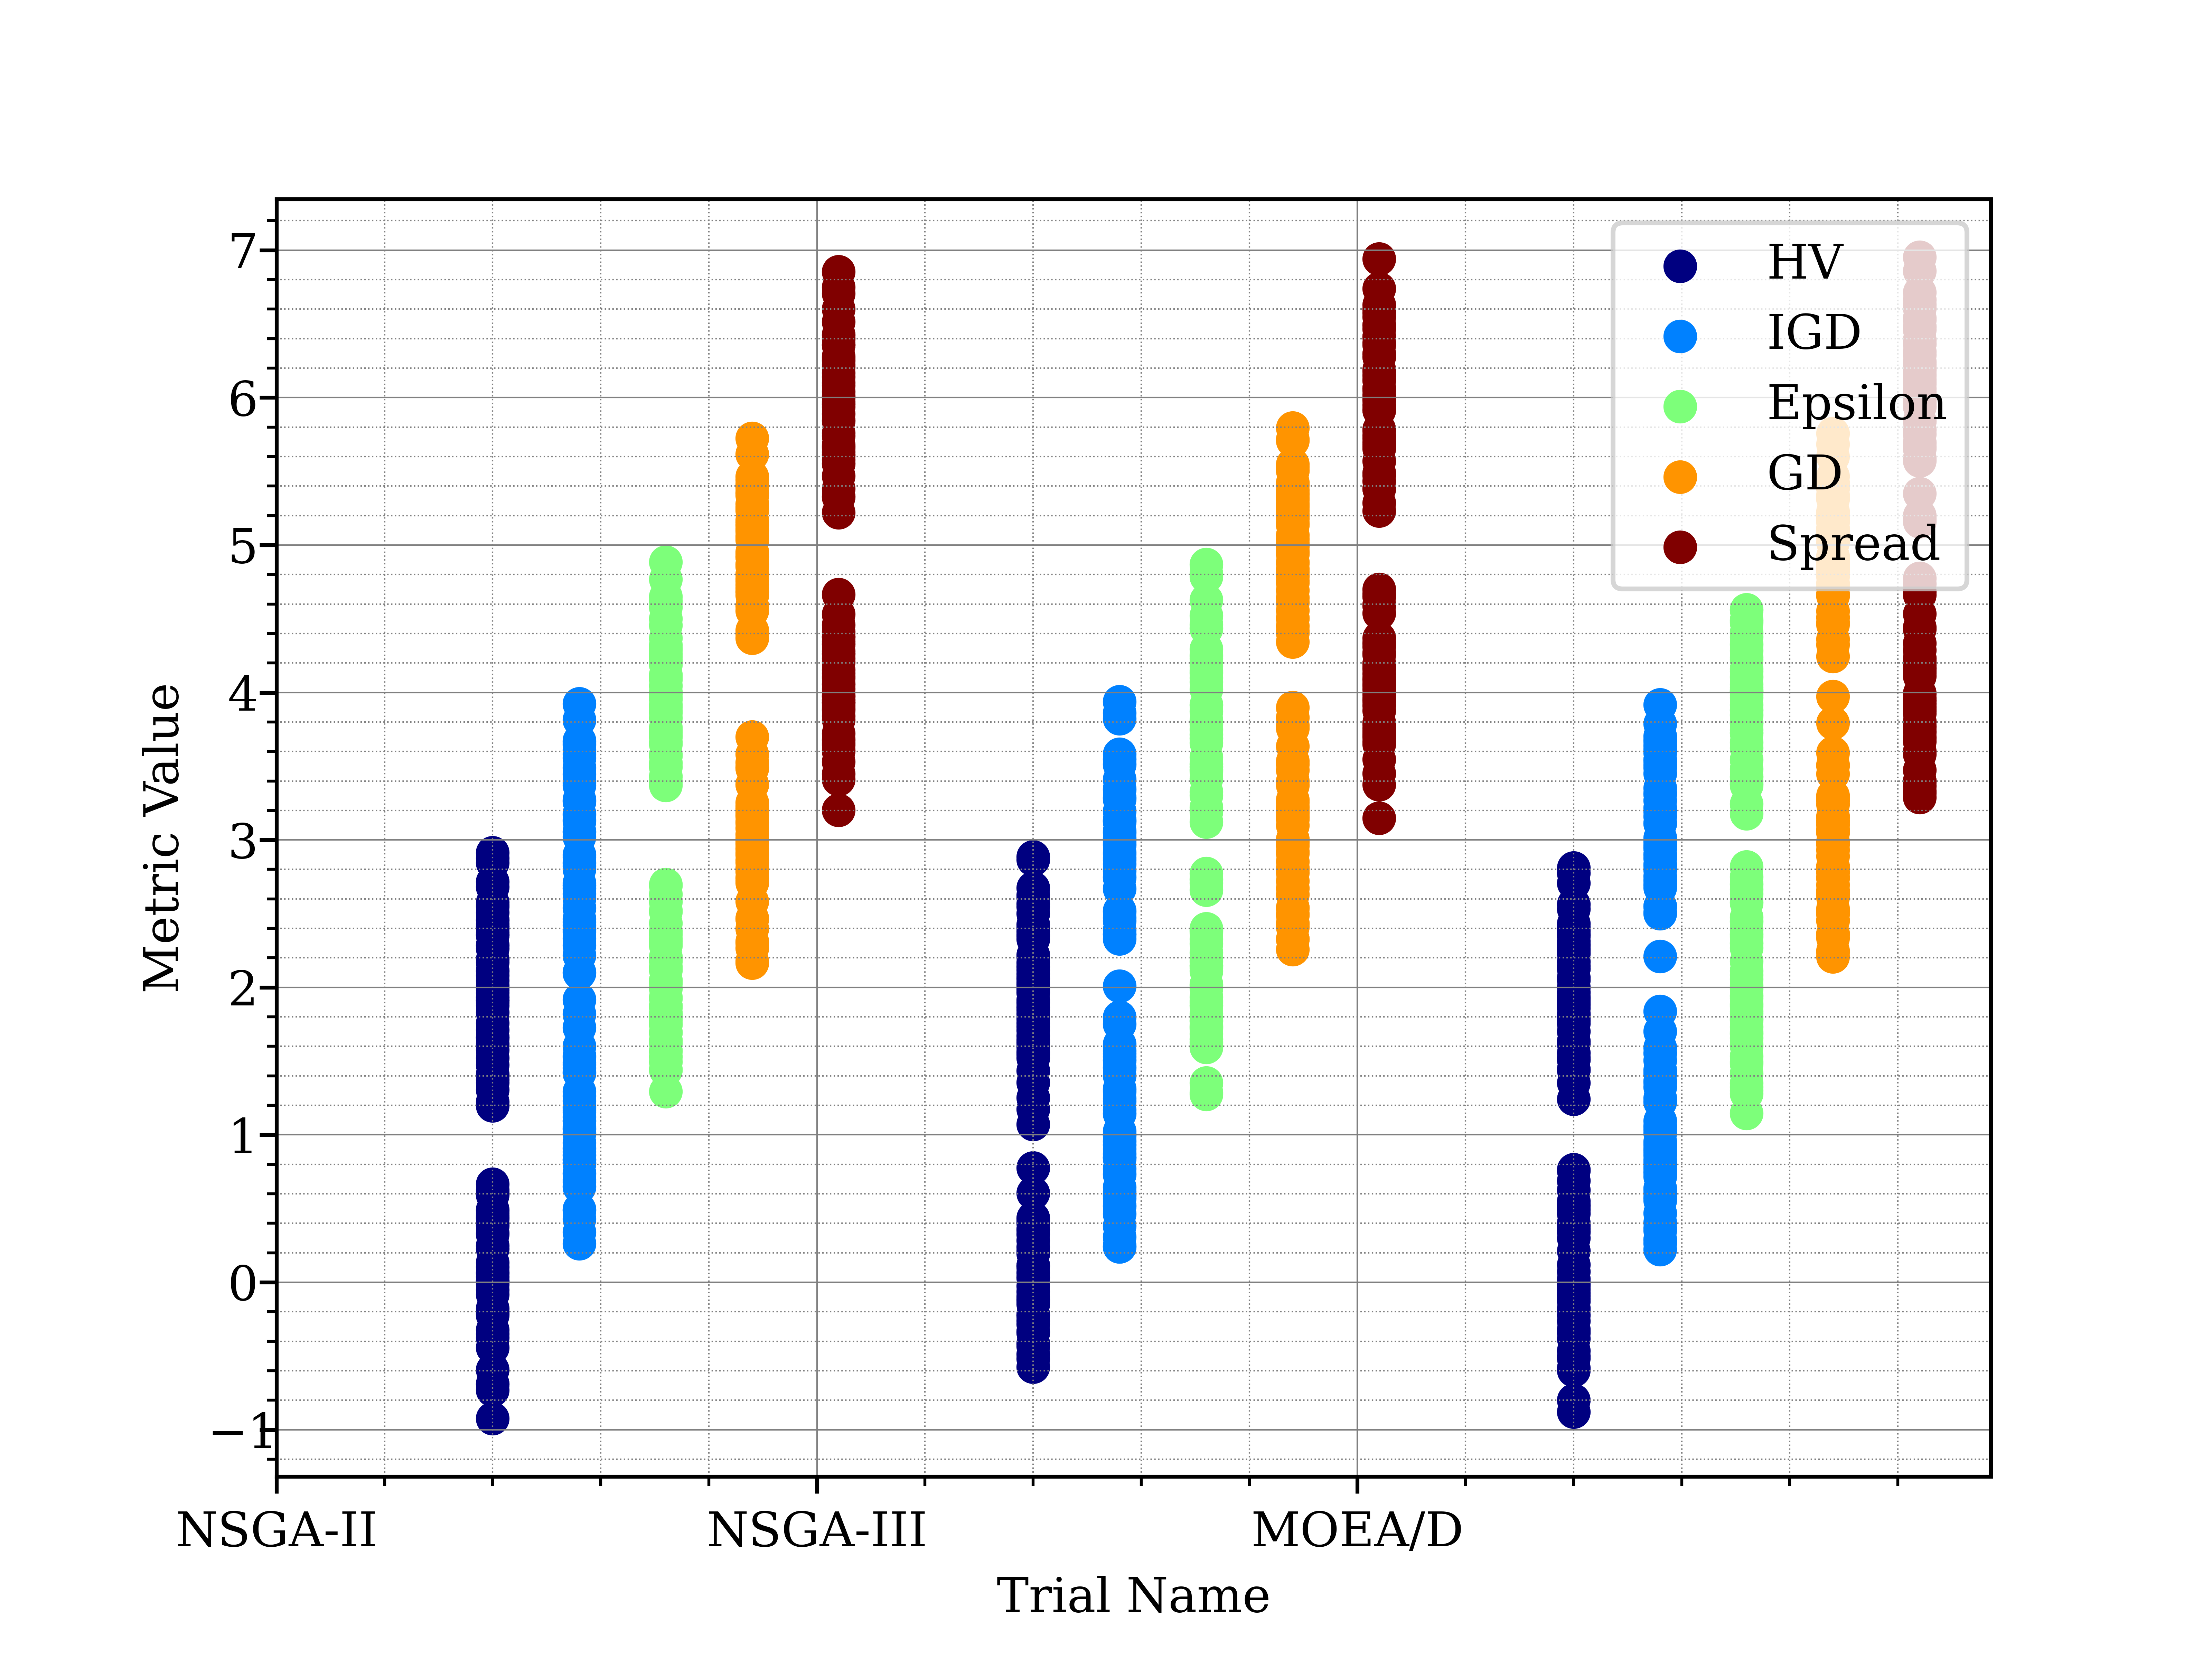 7
6
5
4
3
2
1
0
−1
Metric Value
HV
IGD
Epsilon
GD
Spread
NSGA-II NSGA-III MOEA/D
Trial Name